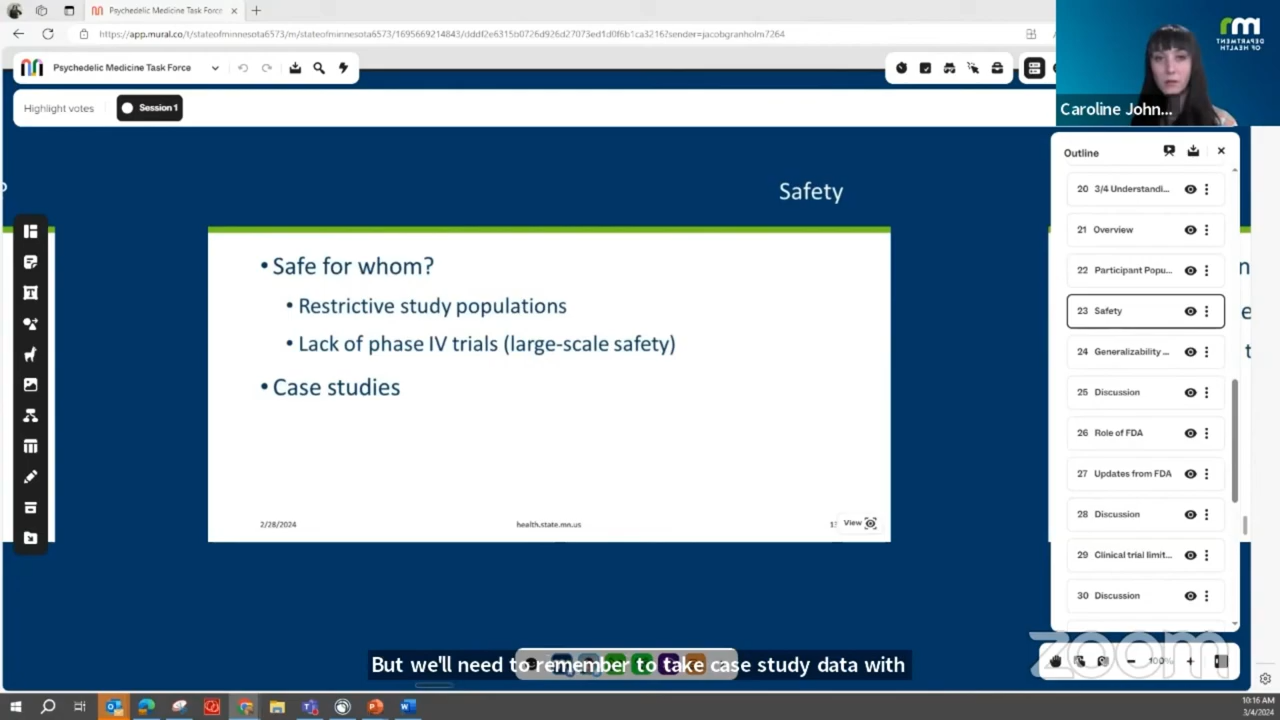 Psychedelic Medicine Task Force
https://app.mural.co/t/stateofminnesota6573/m/stateofminnesota6573/1695669214843/dddf2e6315b0726d926d27073ed1d0f6b1ca3216?sender=jacobgranholm7264
Psychedelic Medicine Task Force
DEPARTMENT
OF HEALTH
Caroline John...
Highlight votes
Session 1
Outline
20 3/4 Understandi...
21 Overview
22 Participant Popu...
23 Safety
24 Generalizability ...
25 Discussion
26 Role of FDA
27 Updates from FDA
28 Discussion
29 Clinical trial limit...
30 Discussion
Safety
• Safe for whom?
• Restrictive study populations
• Lack of phase IV trials (large-scale safety)
• Case studies
2/28/2024
health.state.mn.us
View
But we'll need to remember to take case study data with
zoom
100%
10:16 AM
3/4/2024